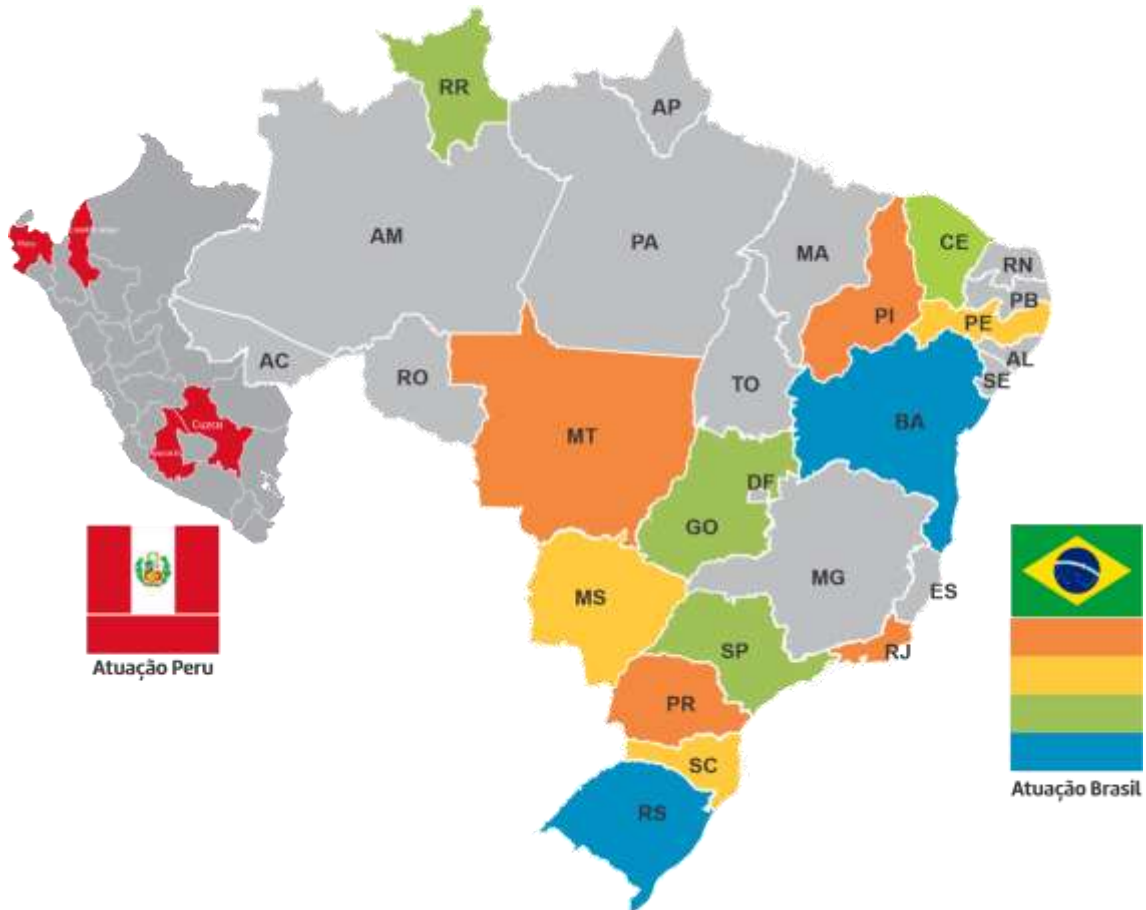 RR
AP
AM
PA
MA
CE
RN
PB
PI
PE
AL
SE
AC
RO
TO
BA
MT
DF
GO
Cuzco
MS
MG
ES
SP
RJ
PR
SC
RS
Atuação Peru
Atuação Brasil